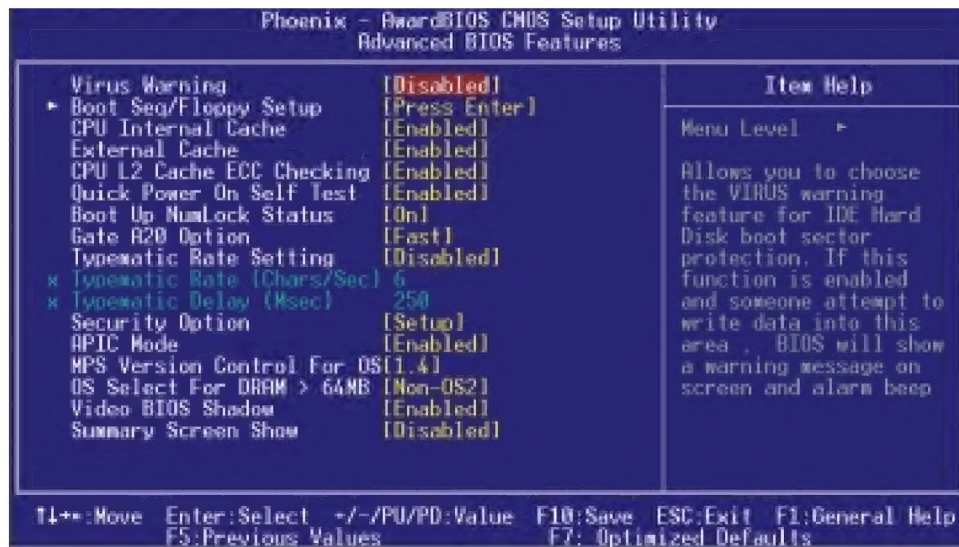 Phoenix - AwardBIOS CMOS Setup Utility
Advanced BIOS Features
Virus Warning [Disabled]
► Boot Seq/Floppy Setup [Press Enter]
CPU Internal Cache [Enabled]
External Cache [Enabled]
CPU L2 Cache ECC Checking [Enabled]
Quick Power On Self Test [Enabled]
Boot Up NumLock Status [On]
Gate A20 Option [Fast]
Typematic Rate Setting [Disabled]
x Typematic Rate (Chars/Sec) 6
x Typematic Delay (Msec) 250
Security Option [Setup]
APIC Mode [Enabled]
MPS Version Control For OS[1.4]
OS Select For DRAM > 64MB [Non-OS2]
Video BIOS Shadow [Enabled]
Summary Screen Show [Disabled]
Item Help
Menu Level ►
Allows you to choose
the VIRUS warning
feature for IDE Hard
Disk boot sector
protection. If this
function is enabled
and someone attempt to
write data into this
area , BIOS will show
a warning message on
screen and alarm beep
↑↓→←:Move Enter:Select +/-/PU/PD:Value F10:Save ESC:Exit F1:General Help
F5:Previous Values F7: Optimized Defaults